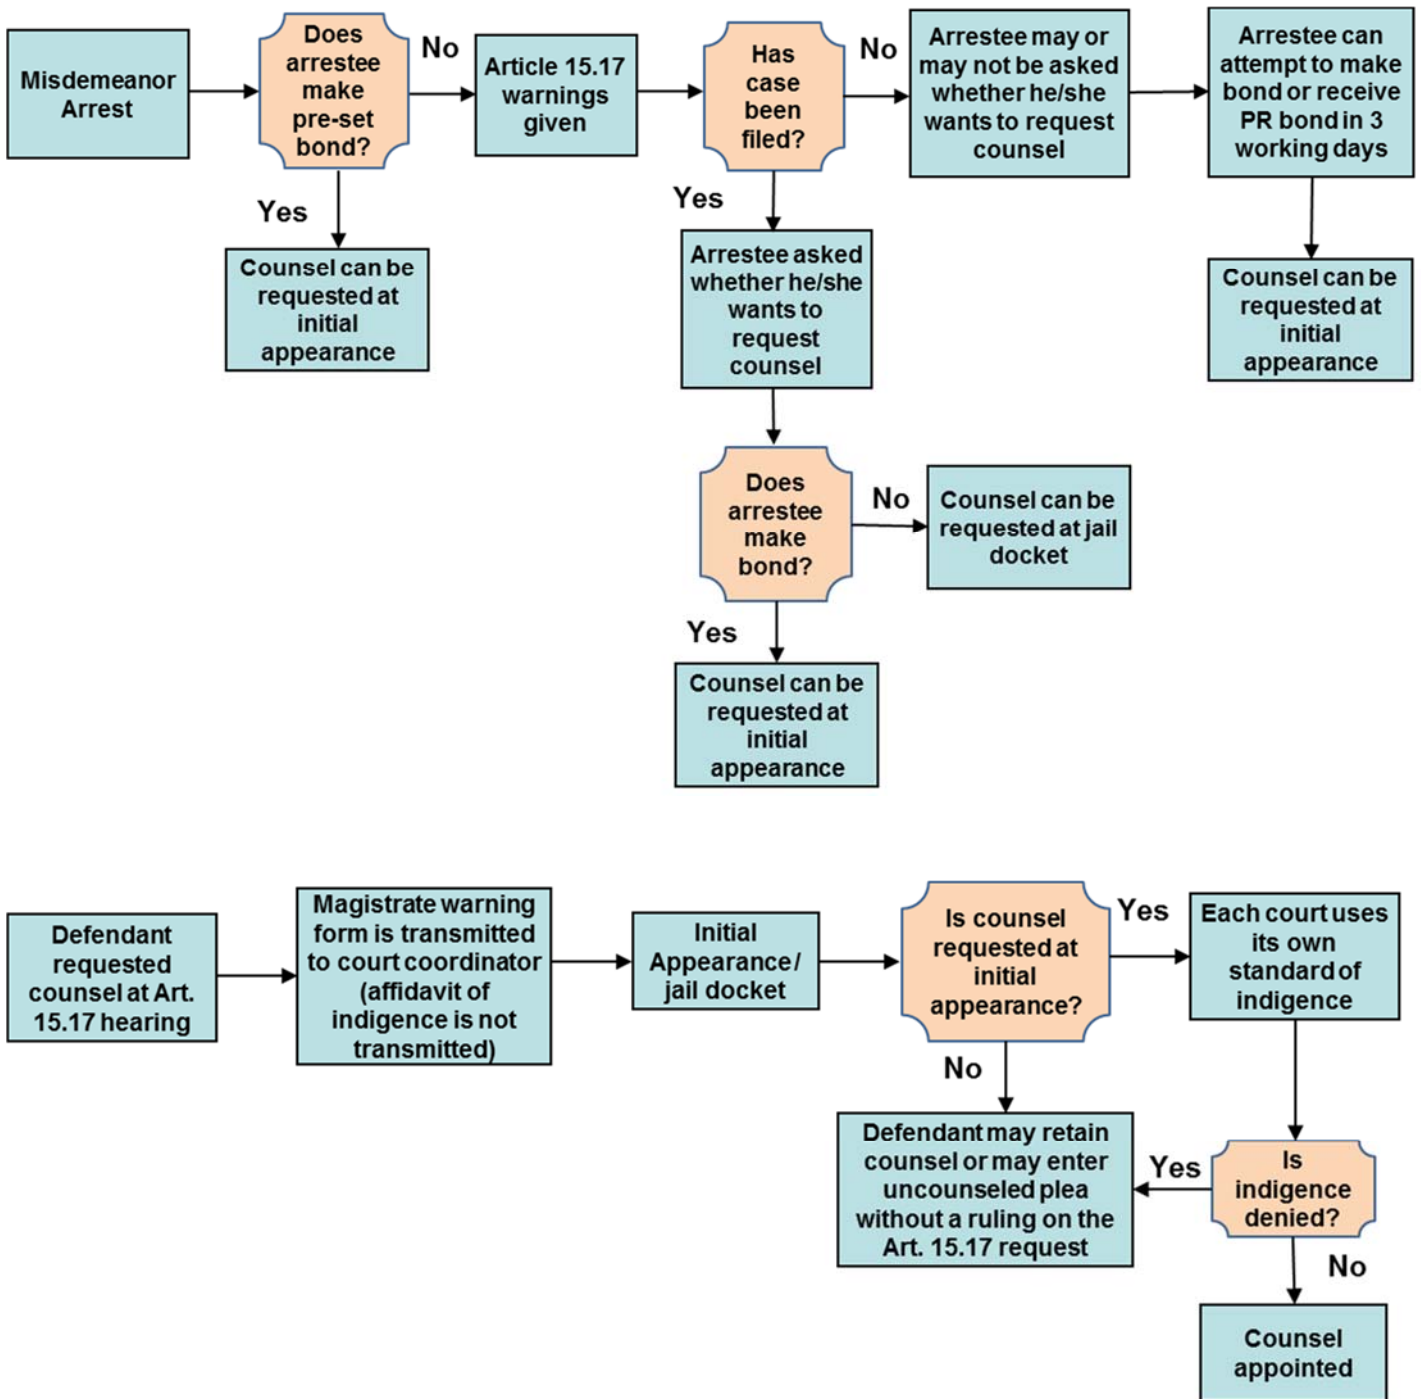 Misdemeanor
Arrest
Does
arrestee
make
pre-set
bond?
No
Yes
Counsel can be
requested at
initial
appearance
Article 15.17
warnings
given
Has
case
been
filed?
No
Yes
Arrestee may or
may not be asked
whether he/she
wants to request
counsel
Arrestee can
attempt to make
bond or receive
PR bond in 3
working days
Counsel can be
requested at
initial
appearance
Arrestee asked
whether he/she
wants to
request
counsel
Does
arrestee
make
bond?
No
Counsel can be
requested at jail
docket
Yes
Counsel can be
requested at
initial
appearance
Defendant
requested
counsel at Art.
15.17 hearing
Magistrate warning
form is transmitted
to court coordinator
(affidavit of
indigence is not
transmitted)
Initial
Appearance/
jail docket
Is counsel
requested at
initial
appearance?
Yes
No
Each court uses
its own
standard of
indigence
Defendant may retain
counsel or may enter
uncounseled plea
without a ruling on the
Art. 15.17 request
Yes
Is
indigence
denied?
No
Counsel
appointed